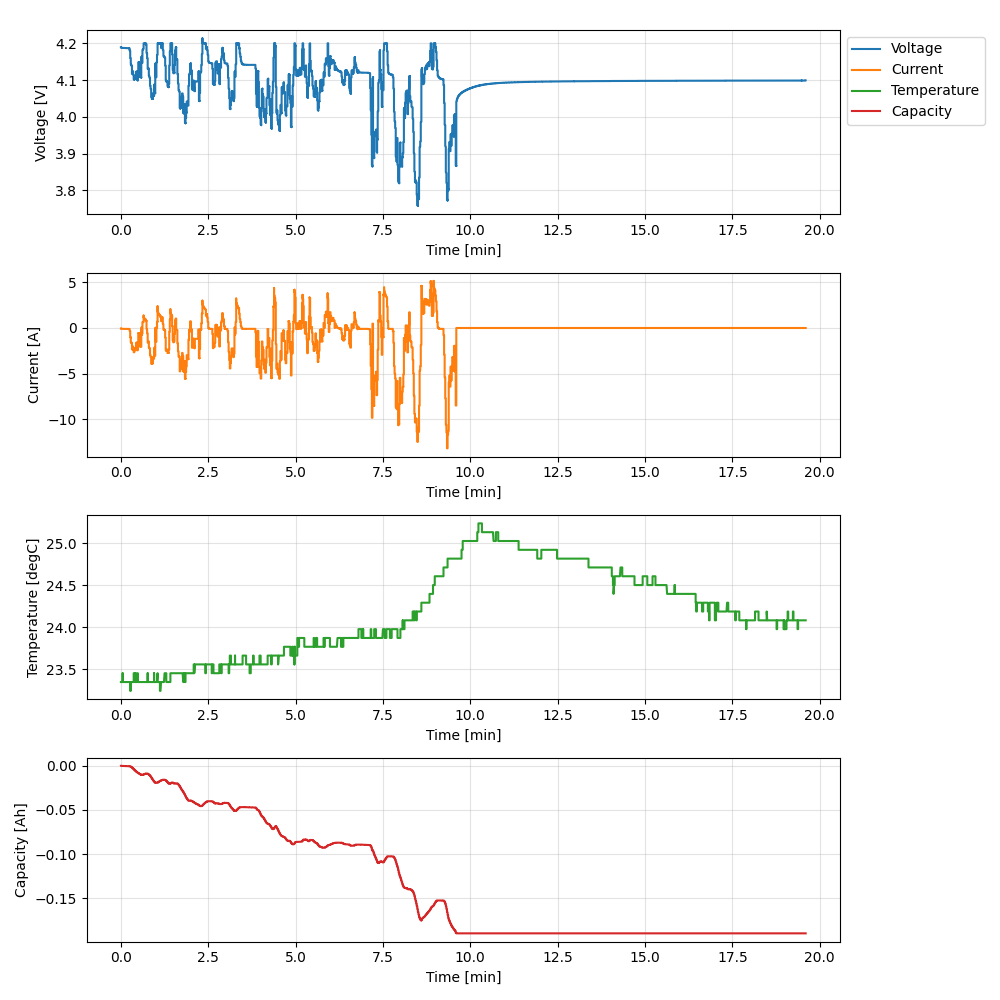 4.2
4.1
4.0
3.9
3.8
Voltage [V]
0.0 2.5 5.0 7.5 10.0 12.5 15.0 17.5 20.0
Time [min]
Voltage
Current
Temperature
Capacity
5
0
−5
−10
Current [A]
0.0 2.5 5.0 7.5 10.0 12.5 15.0 17.5 20.0
Time [min]
25.0
24.5
24.0
23.5
Temperature [degC]
0.0 2.5 5.0 7.5 10.0 12.5 15.0 17.5 20.0
Time [min]
0.00
−0.05
−0.10
−0.15
Capacity [Ah]
0.0 2.5 5.0 7.5 10.0 12.5 15.0 17.5 20.0
Time [min]